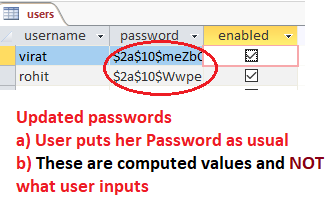 users
username password enabled
virat $2a$10$meZb0
rohit $2a$10$Wwpe
Updated passwords
a) User puts her Password as usual
b) These are computed values and NOT
what user inputs